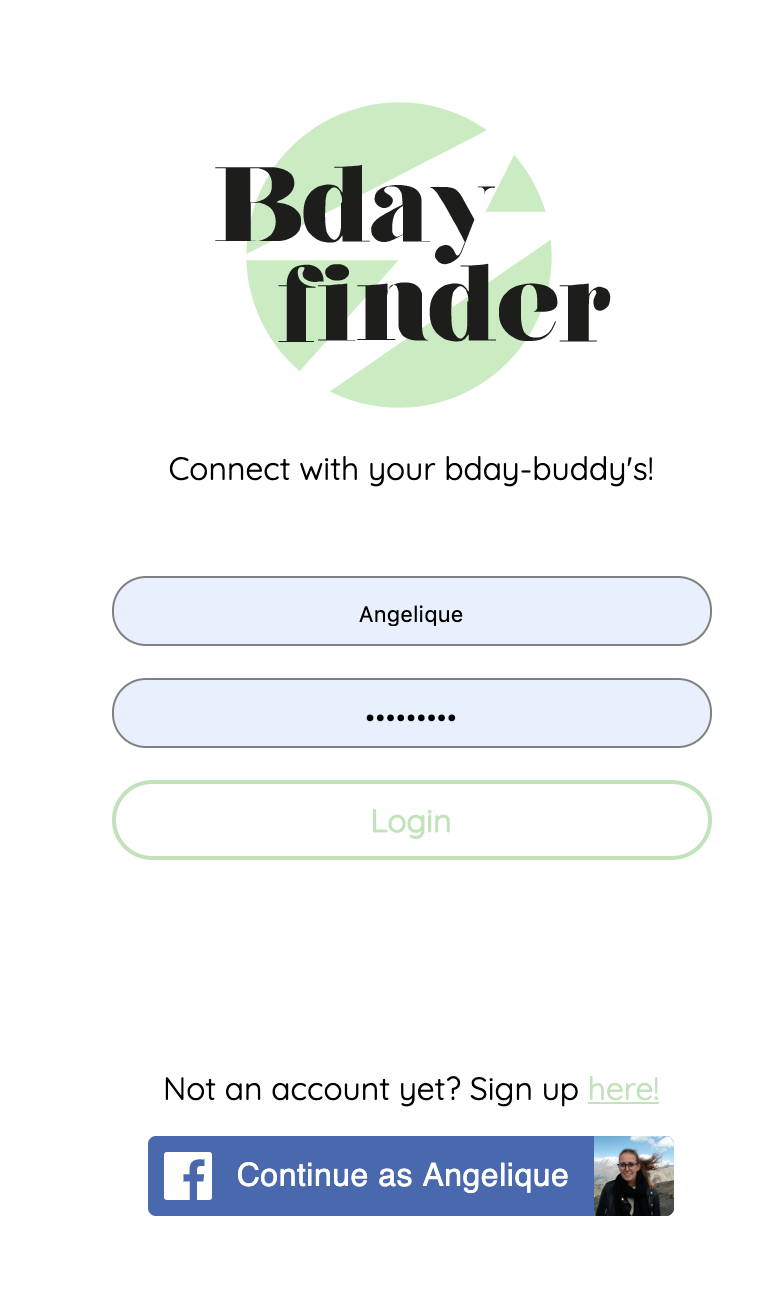 Bday
finder
Connect with your bday-buddy's!
Angelique
•••••••••
Login
Not an account yet? Sign up here!
Continue as Angelique